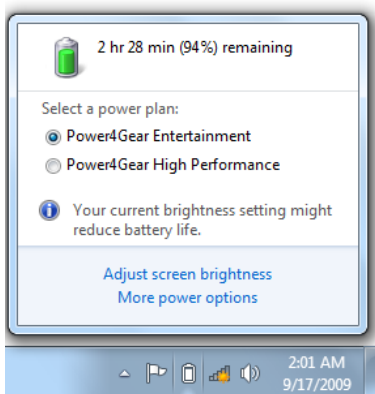 2 hr 28 min (94%) remaining
Select a power plan:
Power4Gear Entertainment
Power4Gear High Performance
Your current brightness setting might
reduce battery life.
Adjust screen brightness
More power options
2:01 AM
9/17/2009